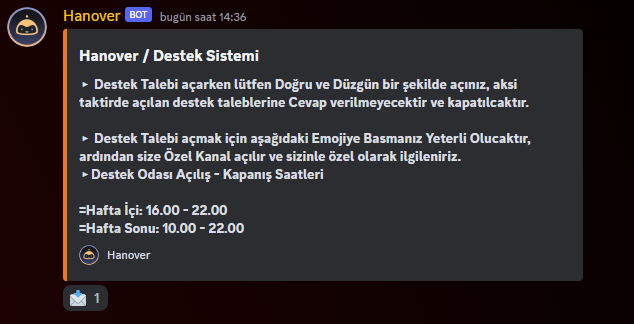 Hanover BOT bugün saat 14:36
Hanover / Destek Sistemi
▸ Destek Talebi açarken lütfen Doğru ve Düzgün bir şekilde açınız, aksi
taktirde açılan destek taleblerine Cevap verilmeyecektir ve kapatılcaktır.
▸ Destek Talebi açmak için aşağıdaki Emojiye Basmanız Yeterli Olucaktır,
ardından size Özel Kanal açılır ve sizinle özel olarak ilgileniriz.
▸Destek Odası Açılış - Kapanış Saatleri
=Hafta İçi: 16.00 - 22.00
=Hafta Sonu: 10.00 - 22.00
Hanover
1